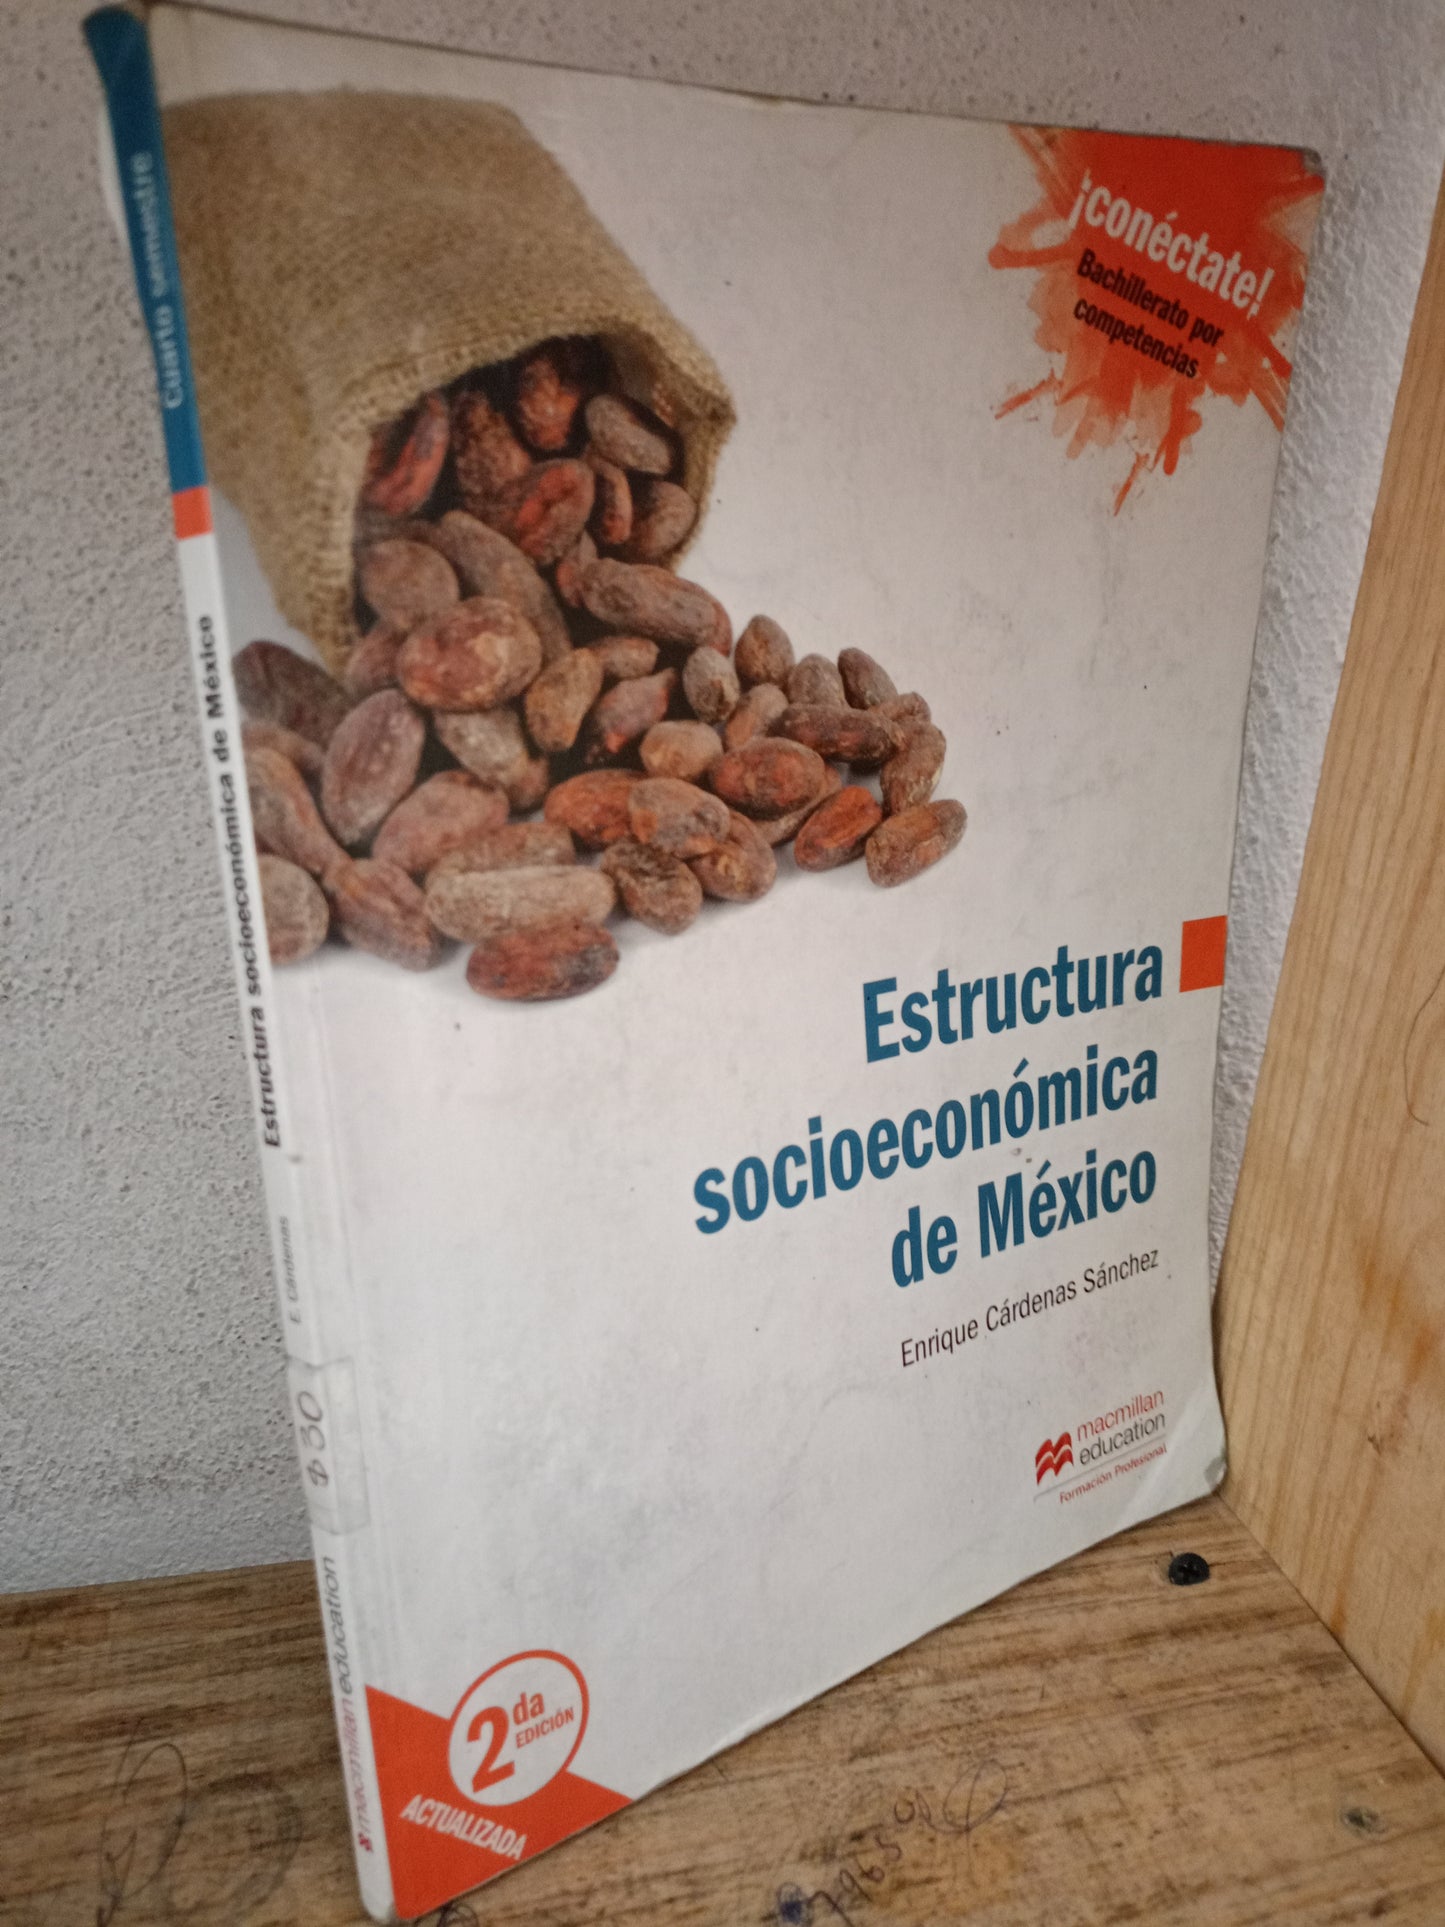 ¡conéctate!
Bachillerato por
competencias
Estructura
socioeconómica
de México
Enrique Cárdenas Sánchez
macmillan
education
Formación Profesional
2da
EDICIÓN
ACTUALIZADA
Cuarto semestre
Estructura socioeconómica de México
E. Cárdenas
$30
macmillan education